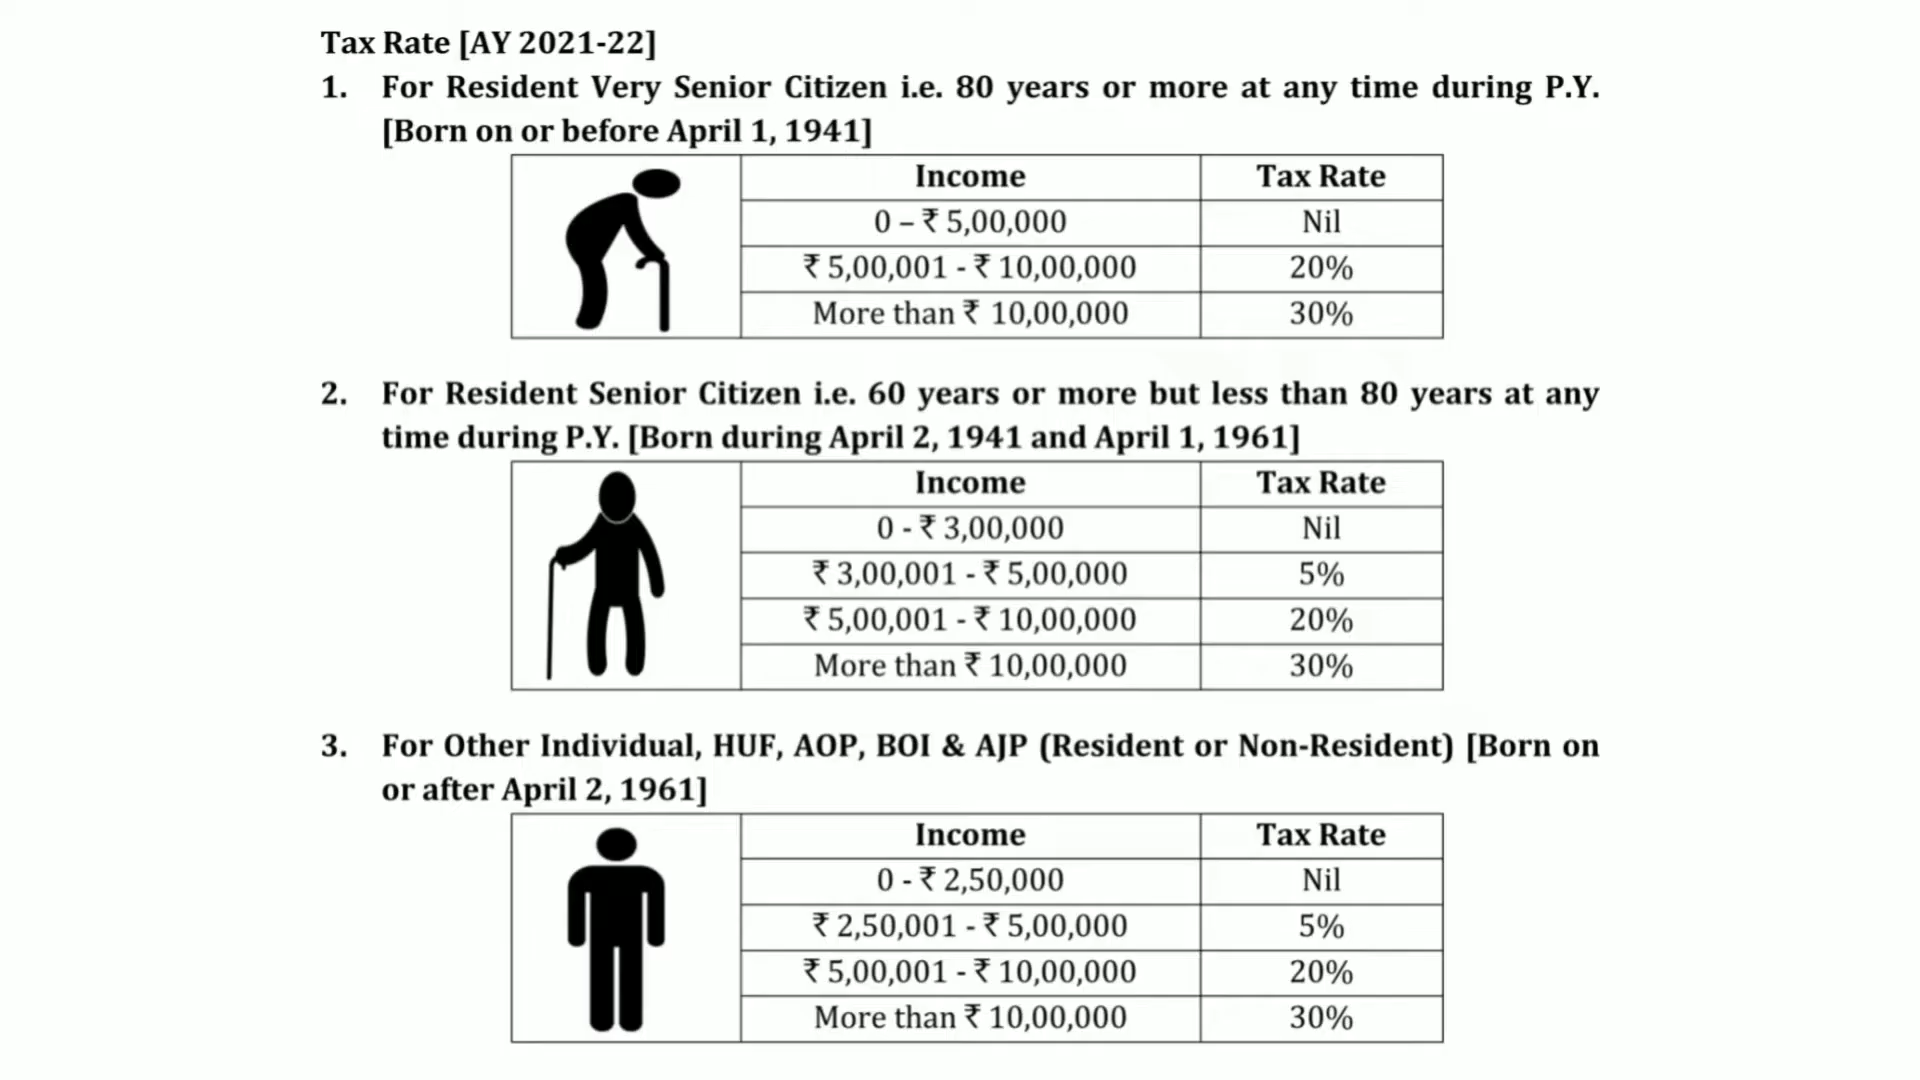 Tax Rate [AY 2021-22]
1. For Resident Very Senior Citizen i.e. 80 years or more at any time during P.Y.
[Born on or before April 1, 1941]
Income Tax Rate
0 – ₹ 5,00,000 Nil
₹ 5,00,001 - ₹ 10,00,000 20%
More than ₹ 10,00,000 30%
2. For Resident Senior Citizen i.e. 60 years or more but less than 80 years at any
time during P.Y. [Born during April 2, 1941 and April 1, 1961]
Income Tax Rate
0 - ₹ 3,00,000 Nil
₹ 3,00,001 - ₹ 5,00,000 5%
₹ 5,00,001 - ₹ 10,00,000 20%
More than ₹ 10,00,000 30%
3. For Other Individual, HUF, AOP, BOI & AJP (Resident or Non-Resident) [Born on
or after April 2, 1961]
Income Tax Rate
0 - ₹ 2,50,000 Nil
₹ 2,50,001 - ₹ 5,00,000 5%
₹ 5,00,001 - ₹ 10,00,000 20%
More than ₹ 10,00,000 30%